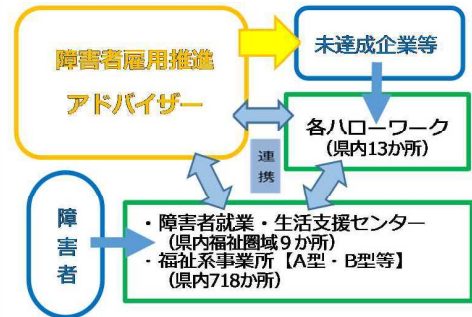 障害者雇用推進
アドバイザー
未達成企業等
各ハローワーク
（県内13か所）
連
携
障
害
者
・障害者就業・生活支援センター
（県内福祉圏域９か所）
・福祉系事業所【A型・B型等】
（県内718か所）